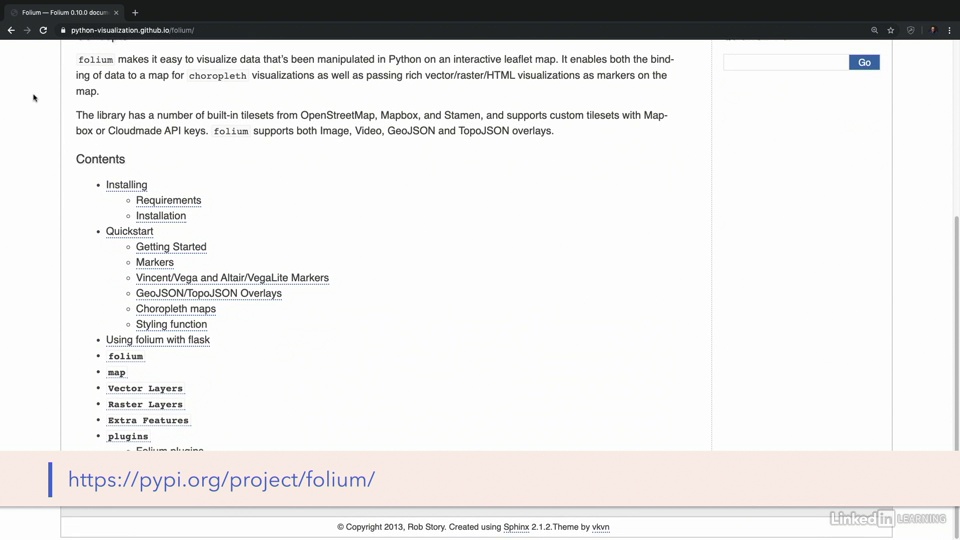 Folium — Folium 0.10.0 docum
python-visualization.github.io/folium/
folium makes it easy to visualize data that's been manipulated in Python on an interactive leaflet map. It enables both the bind-
ing of data to a map for choropleth visualizations as well as passing rich vector/raster/HTML visualizations as markers on the
map.
Go
The library has a number of built-in tilesets from OpenStreetMap, Mapbox, and Stamen, and supports custom tilesets with Map-
box or Cloudmade API keys. folium supports both Image, Video, GeoJSON and TopoJSON overlays.
Contents
• Installing
◦ Requirements
◦ Installation
• Quickstart
◦ Getting Started
◦ Markers
◦ Vincent/Vega and Altair/VegaLite Markers
◦ GeoJSON/TopoJSON Overlays
◦ Choropleth maps
◦ Styling function
• Using folium with flask
• folium
• map
• Vector Layers
• Raster Layers
• Extra Features
• plugins
◦ Folium plugins
https://pypi.org/project/folium/
© Copyright 2013, Rob Story. Created using Sphinx 2.1.2.Theme by vkvn
Linked in LEARNING